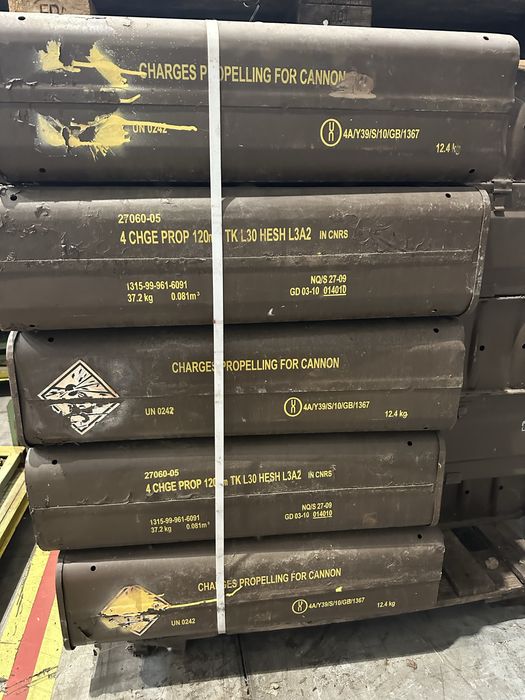 CHARGES PROPELLING FOR CANNON
UN 0242
4A/Y39/S/10/GB/1367
12.4 kg
27060-05
4 CHGE PROP 120mm TK L30 HESH L3A2 IN CNRS
1315-99-961-6091
37.2 kg 0.081m³
NQ/S 27-09
GD 03-10 014010
CHARGES PROPELLING FOR CANNON
UN 0242
4A/Y39/S/10/GB/1367
12.4 kg
27060-05
4 CHGE PROP 120mm TK L30 HESH L3A2 IN CNRS
1315-99-961-6091
37.2 kg 0.081m³
NQ/S 27-09
GD 03-10 014010
CHARGES PROPELLING FOR CANNON
UN 0242
4A/Y39/S/10/GB/1367
12.4 kg